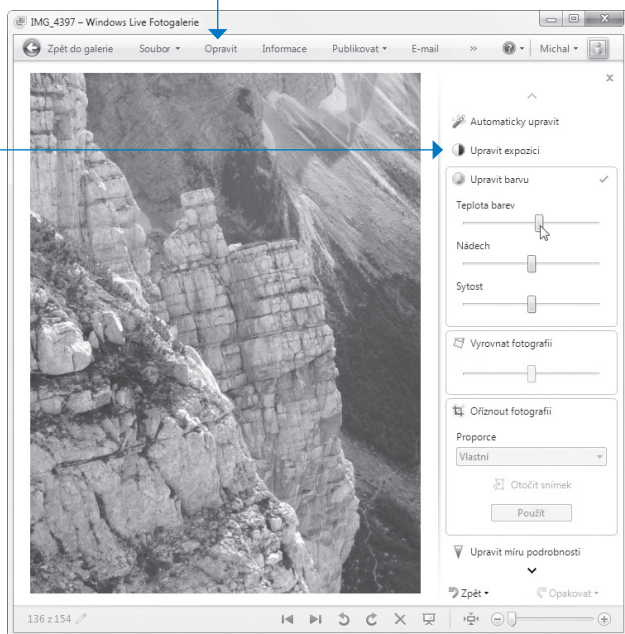 IMG_4397 – Windows Live Fotogalerie
Zpět do galerie Soubor Opravit Informace Publikovat E-mail » Michal
Automaticky upravit
Upravit expozici
Upravit barvu
Teplota barev
Nádech
Sytost
Vyrovnat fotografii
Oříznout fotografii
Proporce
Vlastní
Otočit snímek
Použít
Upravit míru podrobnosti
Zpět Opakovat
136 z 154